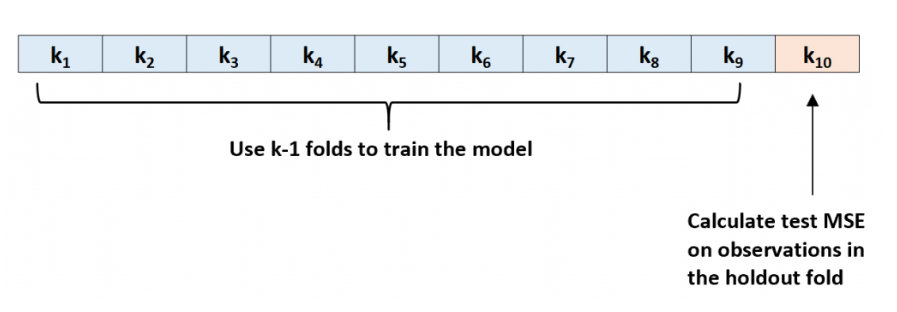 k₁ k₂ k₃ k₄ k₅ k₆ k₇ k₈ k₉ k₁₀
Use k-1 folds to train the model
Calculate test MSE
on observations in
the holdout fold